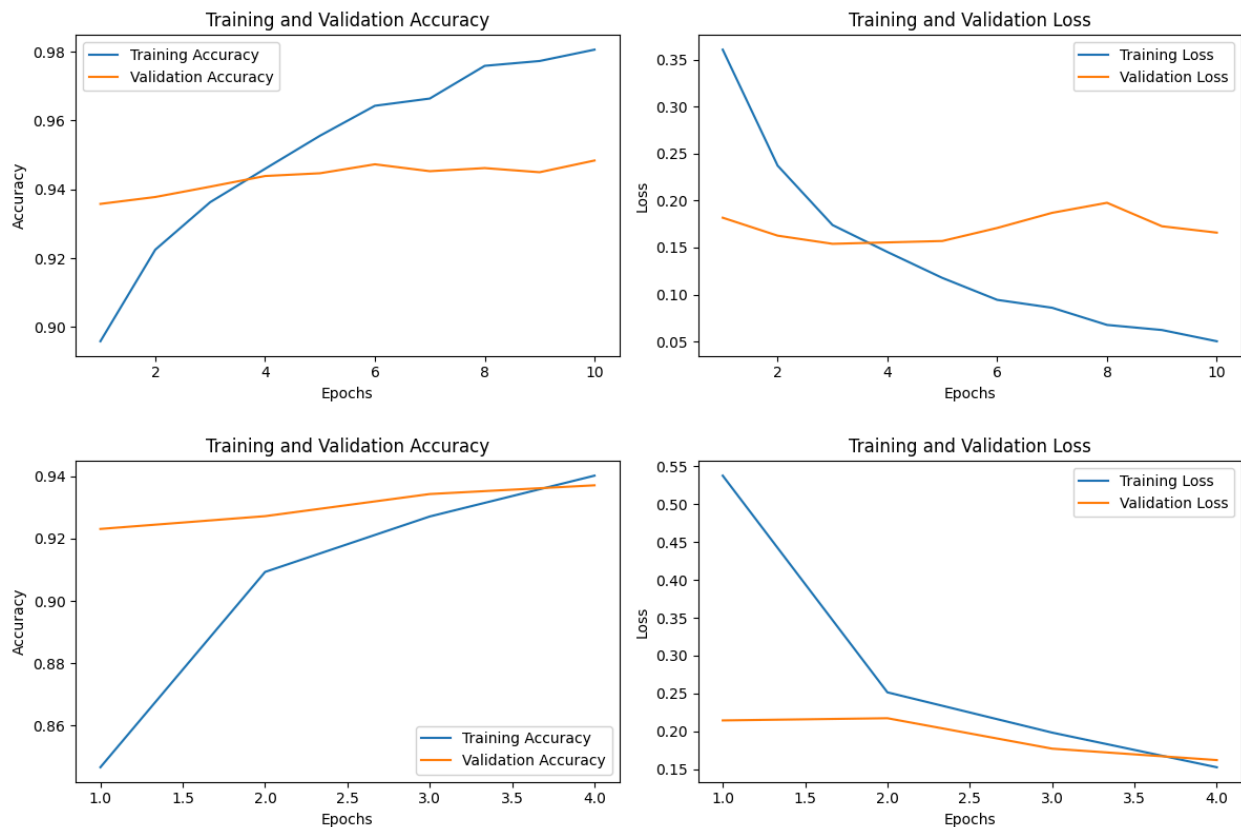 Training and Validation Accuracy
Training Accuracy
Validation Accuracy
0.98
0.96
0.94
0.92
0.90
Accuracy
2
4
6
8
10
Epochs
Training and Validation Loss
Training Loss
Validation Loss
0.35
0.30
0.25
0.20
0.15
0.10
0.05
Loss
2
4
6
8
10
Epochs
Training and Validation Accuracy
0.94
0.92
0.90
0.88
0.86
Accuracy
Training Accuracy
Validation Accuracy
1.0
1.5
2.0
2.5
3.0
3.5
4.0
Epochs
Training and Validation Loss
Training Loss
Validation Loss
0.55
0.50
0.45
0.40
0.35
0.30
0.25
0.20
0.15
Loss
1.0
1.5
2.0
2.5
3.0
3.5
4.0
Epochs